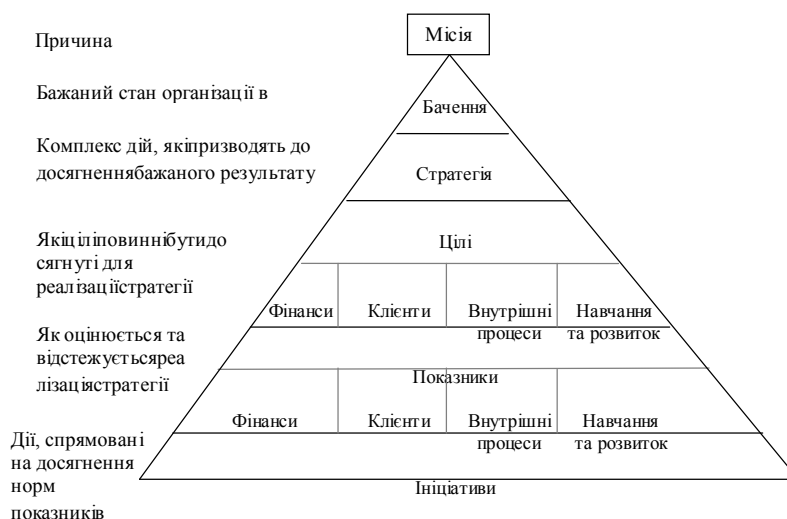 Місія
Причина
Бажаний стан організації в
Бачення
Комплекс дій, якіпризводять до
досягненнябажаного результату
Стратегія
Якіціліповиннібутидо
сягнуті для
реалізаціїстратегії
Цілі
Фінанси
Клієнти
Внутрішні
процеси
Навчання
та розвиток
Як оцінюється та
відстежуєтьсяреа
лізаціястратегії
Показники
Фінанси
Клієнти
Внутрішні
процеси
Навчання
та розвиток
Дії, спрямовані
на досягнення
норм
показників
Ініціативи